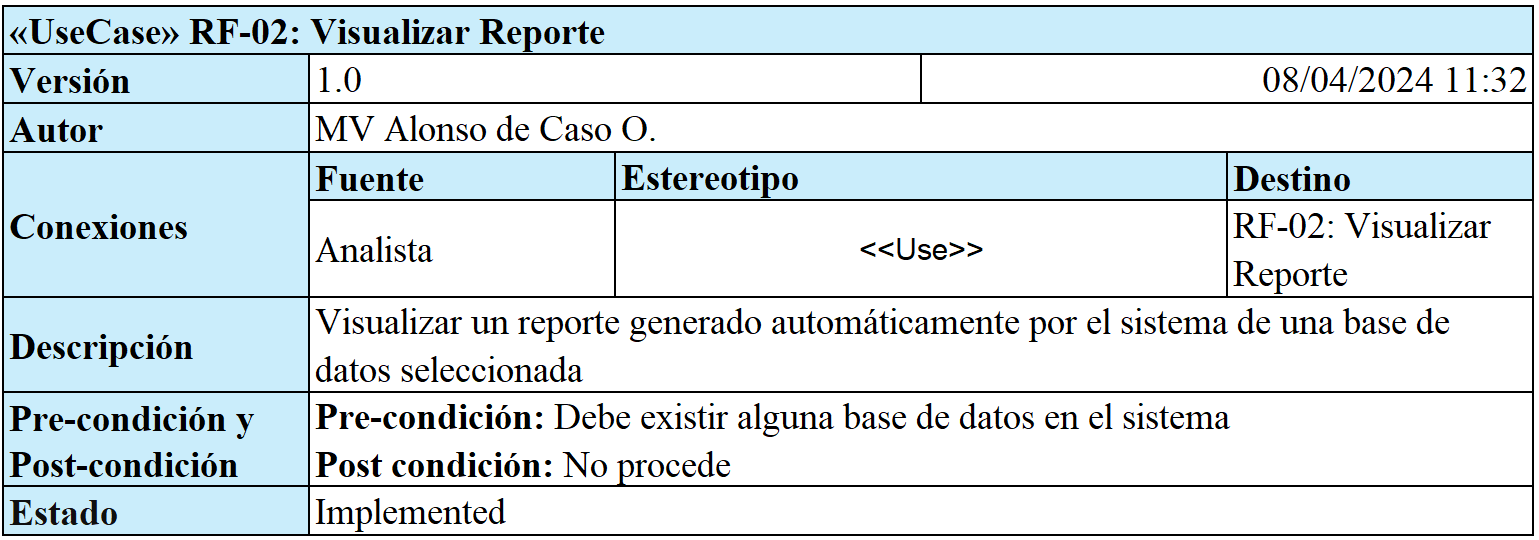 «UseCase» RF-02: Visualizar Reporte
Versión 1.0 08/04/2024 11:32
Autor MV Alonso de Caso O.
Conexiones
Fuente Estereotipo Destino
Analista <<Use>> RF-02: Visualizar
Reporte
Descripción
Visualizar un reporte generado automáticamente por el sistema de una base de
datos seleccionada
Pre-condición y
Post-condición
Pre-condición: Debe existir alguna base de datos en el sistema
Post condición: No procede
Estado Implemented